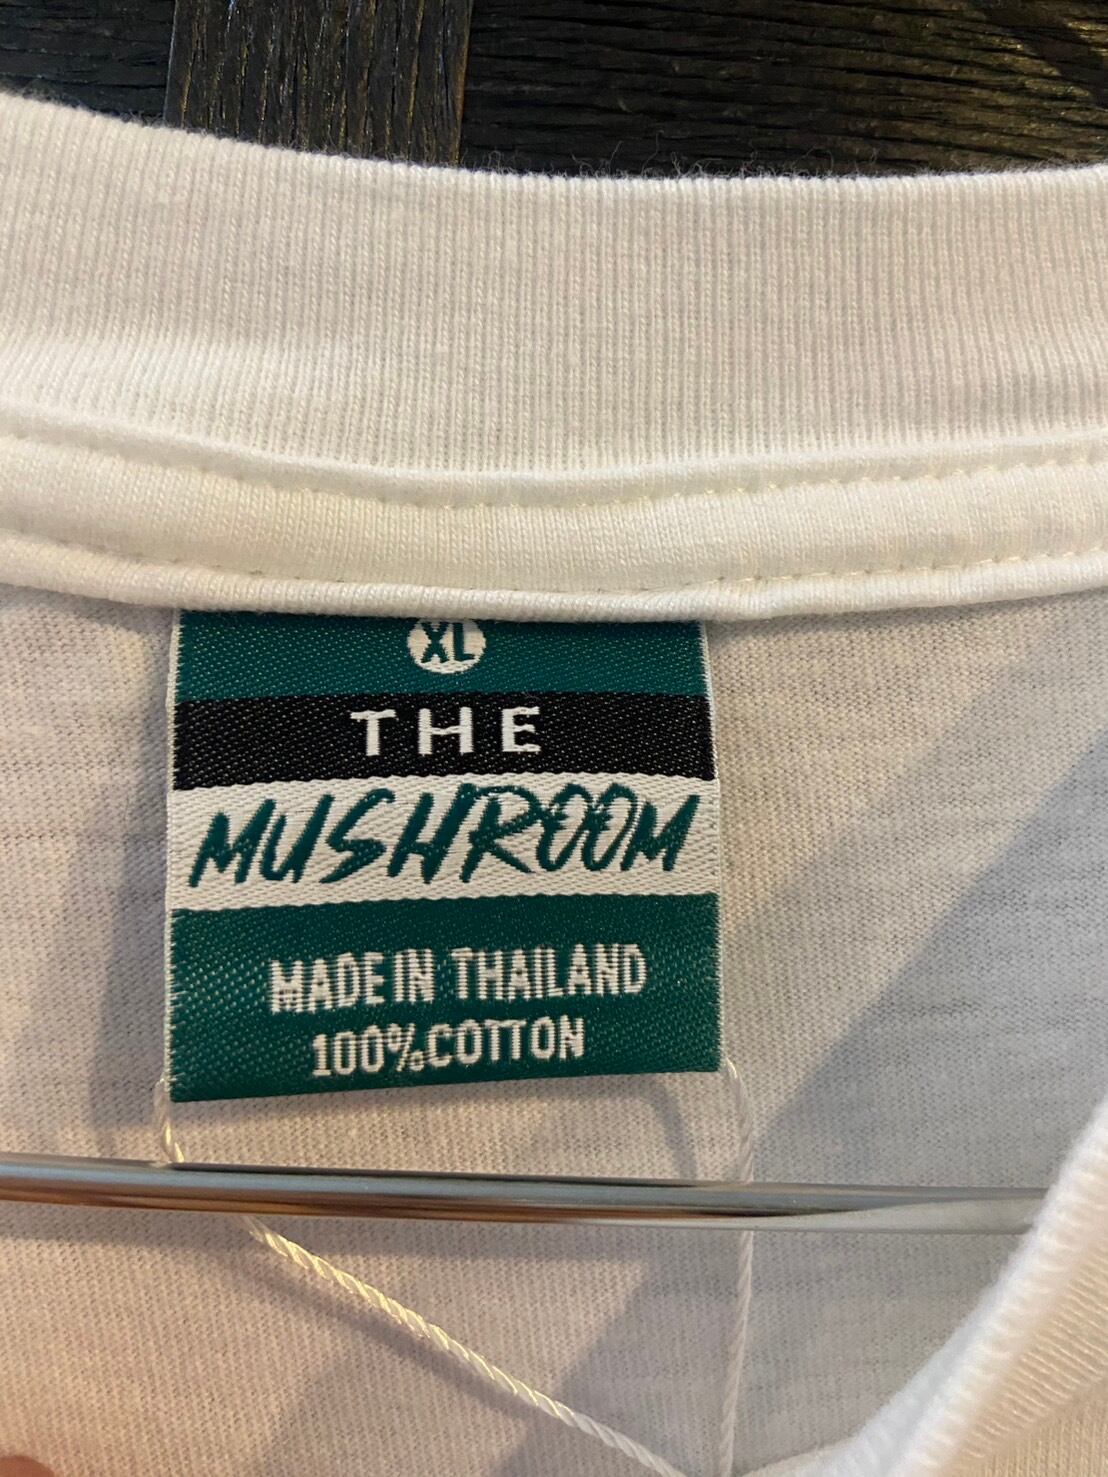 XL
THE
MUSHROOM
MADE IN THAILAND
100%COTTON